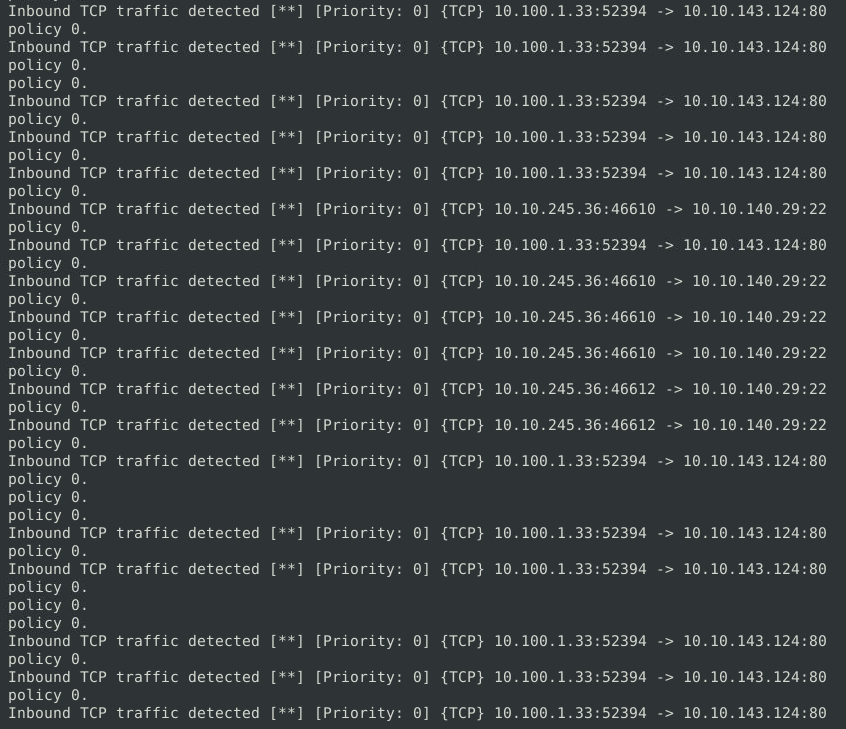 Inbound TCP traffic detected [**] [Priority: 0] {TCP} 10.100.1.33:52394 -> 10.10.143.124:80
policy 0.
Inbound TCP traffic detected [**] [Priority: 0] {TCP} 10.100.1.33:52394 -> 10.10.143.124:80
policy 0.
policy 0.
Inbound TCP traffic detected [**] [Priority: 0] {TCP} 10.100.1.33:52394 -> 10.10.143.124:80
policy 0.
Inbound TCP traffic detected [**] [Priority: 0] {TCP} 10.100.1.33:52394 -> 10.10.143.124:80
policy 0.
Inbound TCP traffic detected [**] [Priority: 0] {TCP} 10.100.1.33:52394 -> 10.10.143.124:80
policy 0.
Inbound TCP traffic detected [**] [Priority: 0] {TCP} 10.10.245.36:46610 -> 10.10.140.29:22
policy 0.
Inbound TCP traffic detected [**] [Priority: 0] {TCP} 10.100.1.33:52394 -> 10.10.143.124:80
policy 0.
Inbound TCP traffic detected [**] [Priority: 0] {TCP} 10.10.245.36:46610 -> 10.10.140.29:22
policy 0.
Inbound TCP traffic detected [**] [Priority: 0] {TCP} 10.10.245.36:46610 -> 10.10.140.29:22
policy 0.
Inbound TCP traffic detected [**] [Priority: 0] {TCP} 10.10.245.36:46610 -> 10.10.140.29:22
policy 0.
Inbound TCP traffic detected [**] [Priority: 0] {TCP} 10.10.245.36:46612 -> 10.10.140.29:22
policy 0.
Inbound TCP traffic detected [**] [Priority: 0] {TCP} 10.10.245.36:46612 -> 10.10.140.29:22
policy 0.
Inbound TCP traffic detected [**] [Priority: 0] {TCP} 10.100.1.33:52394 -> 10.10.143.124:80
policy 0.
policy 0.
policy 0.
Inbound TCP traffic detected [**] [Priority: 0] {TCP} 10.100.1.33:52394 -> 10.10.143.124:80
policy 0.
Inbound TCP traffic detected [**] [Priority: 0] {TCP} 10.100.1.33:52394 -> 10.10.143.124:80
policy 0.
policy 0.
policy 0.
Inbound TCP traffic detected [**] [Priority: 0] {TCP} 10.100.1.33:52394 -> 10.10.143.124:80
policy 0.
Inbound TCP traffic detected [**] [Priority: 0] {TCP} 10.100.1.33:52394 -> 10.10.143.124:80
policy 0.
Inbound TCP traffic detected [**] [Priority: 0] {TCP} 10.100.1.33:52394 -> 10.10.143.124:80